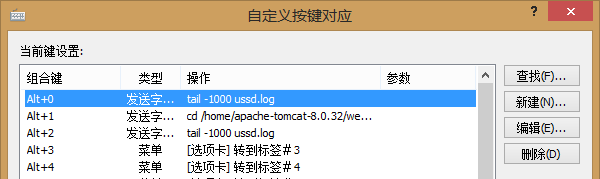 自定义按键对应
?
当前键设置:
组合键 类型 操作 参数
Alt+0 发送字... tail -1000 ussd.log
Alt+1 发送字... cd /home/apache-tomcat-8.0.32/we...
Alt+2 发送字... tail -1000 ussd.log
Alt+3 菜单 [选项卡] 转到标签#3
Alt+4 菜单 [选项卡] 转到标签#4
查找(F)...
新建(N)...
编辑(E)...
删除(D)